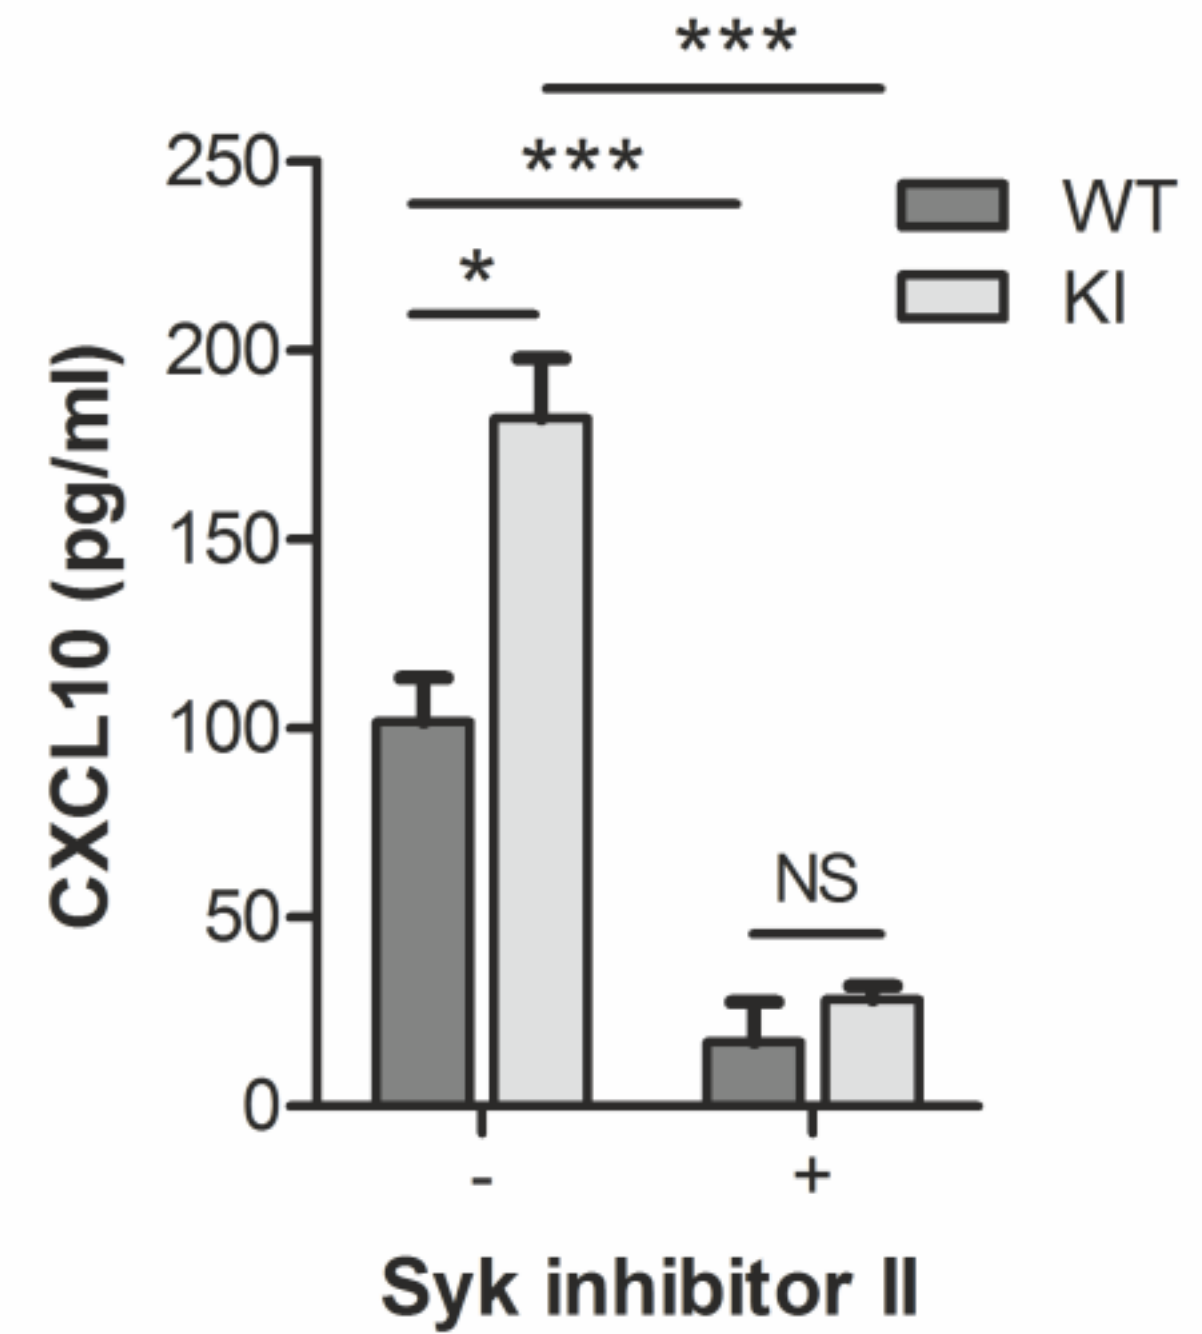 ***
***
*
250
200
150
100
50
0
CXCL10 (pg/ml)
WT
KI
NS
- +
Syk inhibitor II